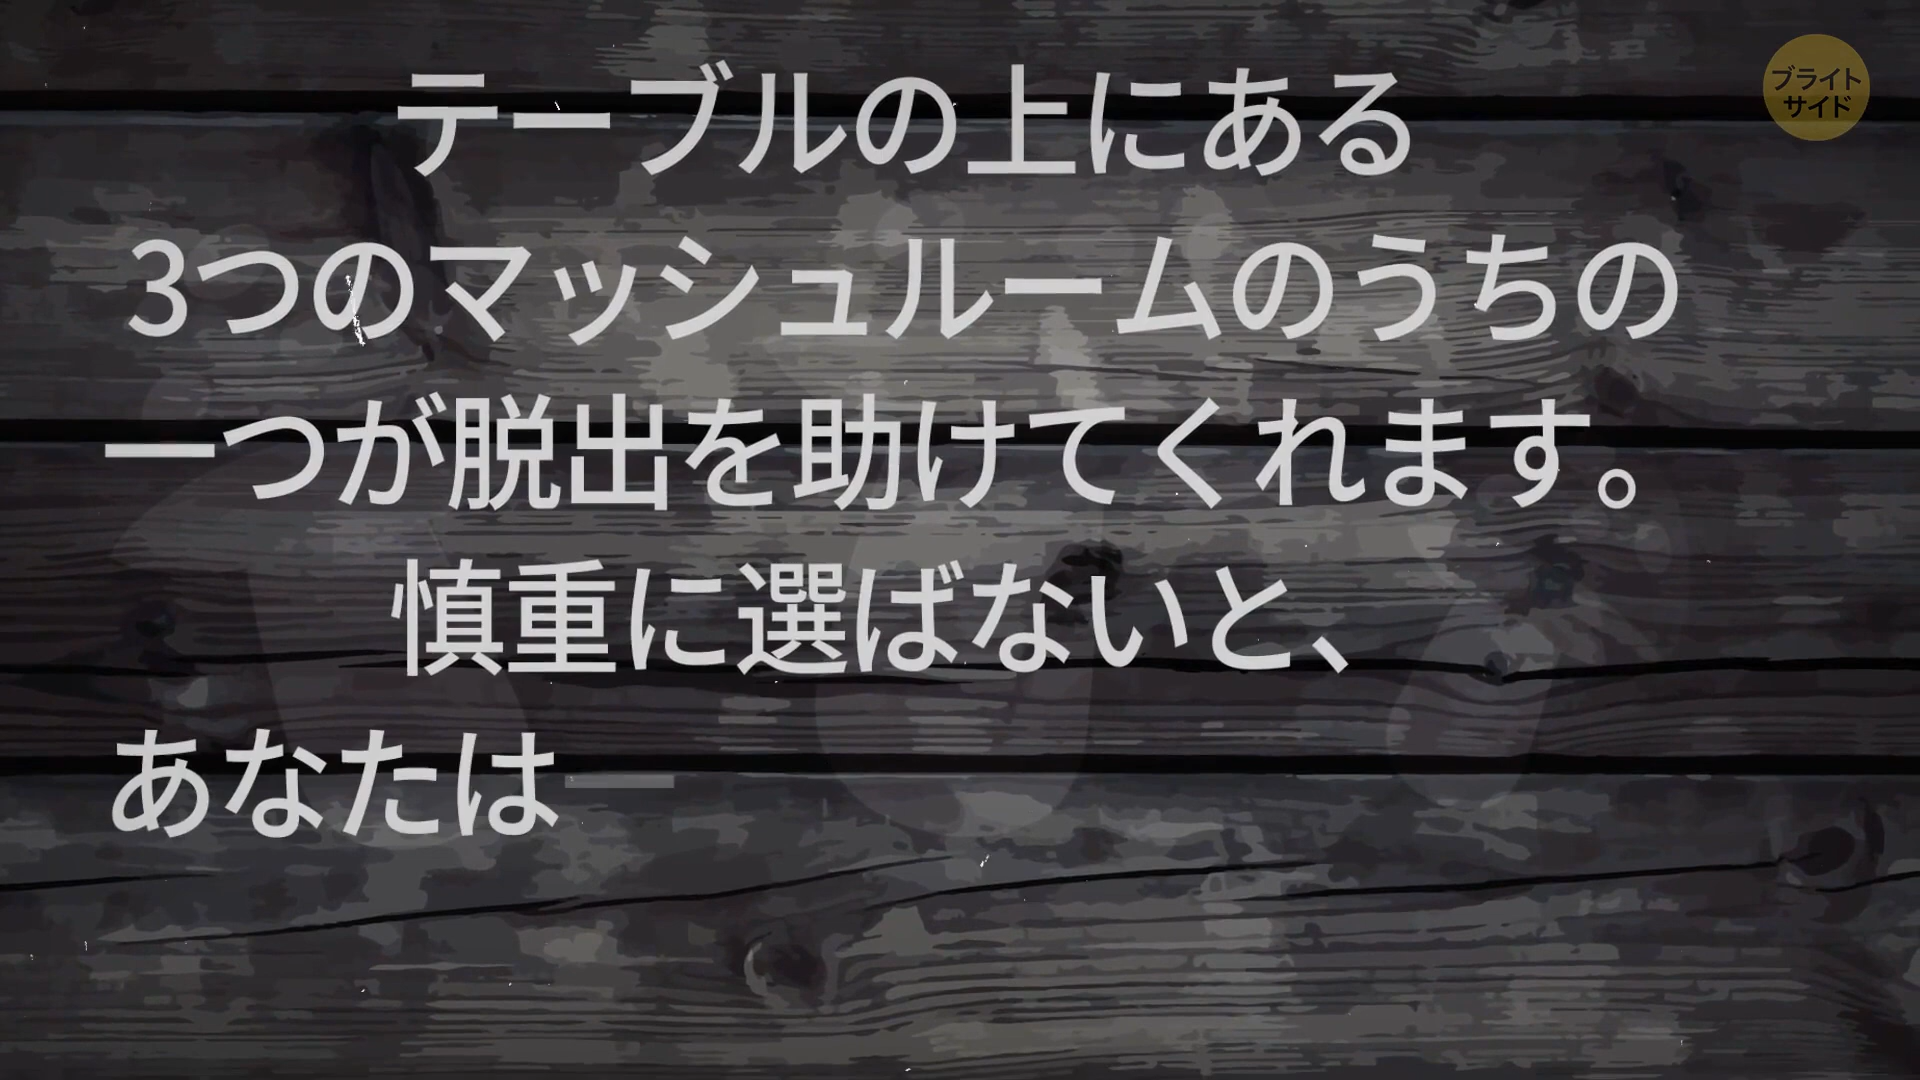 テーブルの上にある
3つのマッシュルームのうちの
一つが脱出を助けてくれます。
慎重に選ばないと、
あなたは一
ブライト
サイド